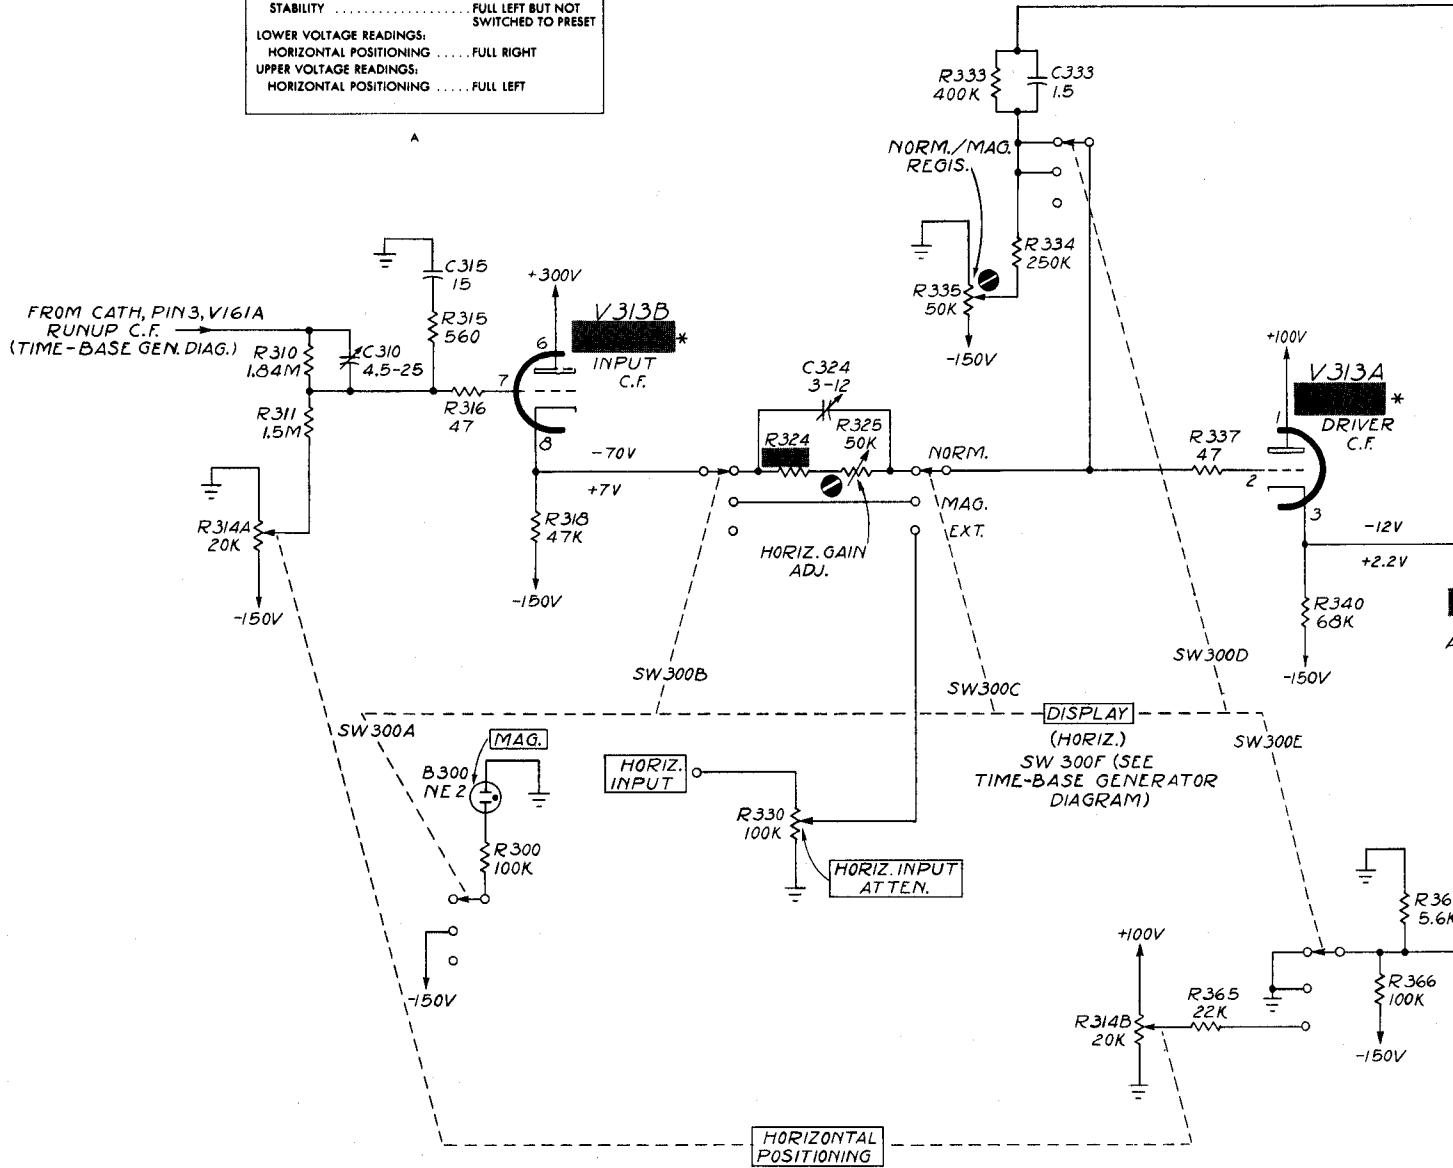 STABILITY .................... FULL LEFT BUT NOT
SWITCHED TO PRESET
LOWER VOLTAGE READINGS:
HORIZONTAL POSITIONING ..... FULL RIGHT
UPPER VOLTAGE READINGS:
HORIZONTAL POSITIONING ..... FULL LEFT
A
R333
400K
C333
1.5
NORM./MAG.
REGIS.
R334
250K
R335
50K
-150V
FROM CATH, PIN 3, V161A
RUNUP C.F.
(TIME-BASE GEN. DIAG.)
C315
15
R315
560
R310
1.84M
C310
4.5-25
R311
1.5M
R316
47
+300V
6
7
8
V313B
*
INPUT
C.F.
-70V
+7V
R318
47K
-150V
R314A
20K
-150V
C324
3-12
R324
R325
50K
HORIZ. GAIN
ADJ.
NORM.
MAG.
EXT.
R337
47
+100V
1
2
3
V313A
*
DRIVER
C.F.
-12V
+2.2V
R340
68K
-150V
A
SW300A
SW300B
SW300C
SW300D
SW300E
DISPLAY
(HORIZ.)
SW 300F (SEE
TIME-BASE GENERATOR
DIAGRAM)
MAG.
B300
NE2
R300
100K
-150V
HORIZ.
INPUT
R330
100K
HORIZ. INPUT
ATTEN.
+100V
R314B
20K
R365
22K
R36
5.6K
R366
100K
-150V
HORIZONTAL
POSITIONING